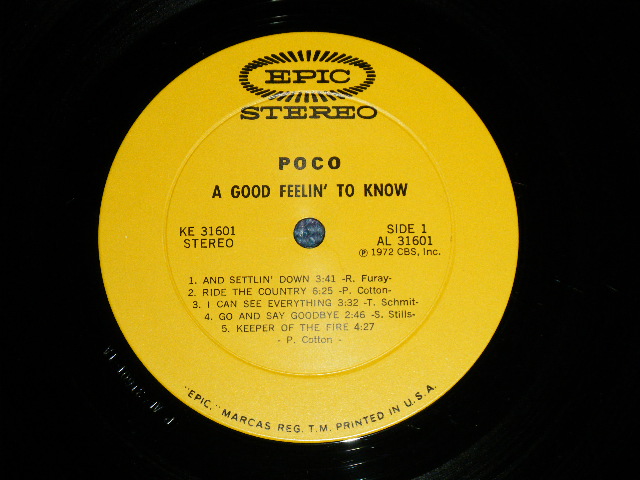 EPIC
STEREO
POCO
A GOOD FEELIN' TO KNOW
KE 31601
STEREO
SIDE 1
AL 31601
℗ 1972 CBS, Inc.
1. AND SETTLIN' DOWN 3:41 -R. Furay-
2. RIDE THE COUNTRY 6:25 -P. Cotton-
3. I CAN SEE EVERYTHING 3:32 -T. Schmit-
4. GO AND SAY GOODBYE 2:46 -S. Stills-
5. KEEPER OF THE FIRE 4:27
- P. Cotton -
"EPIC," MARCAS REG. T.M. PRINTED IN U.S.A.